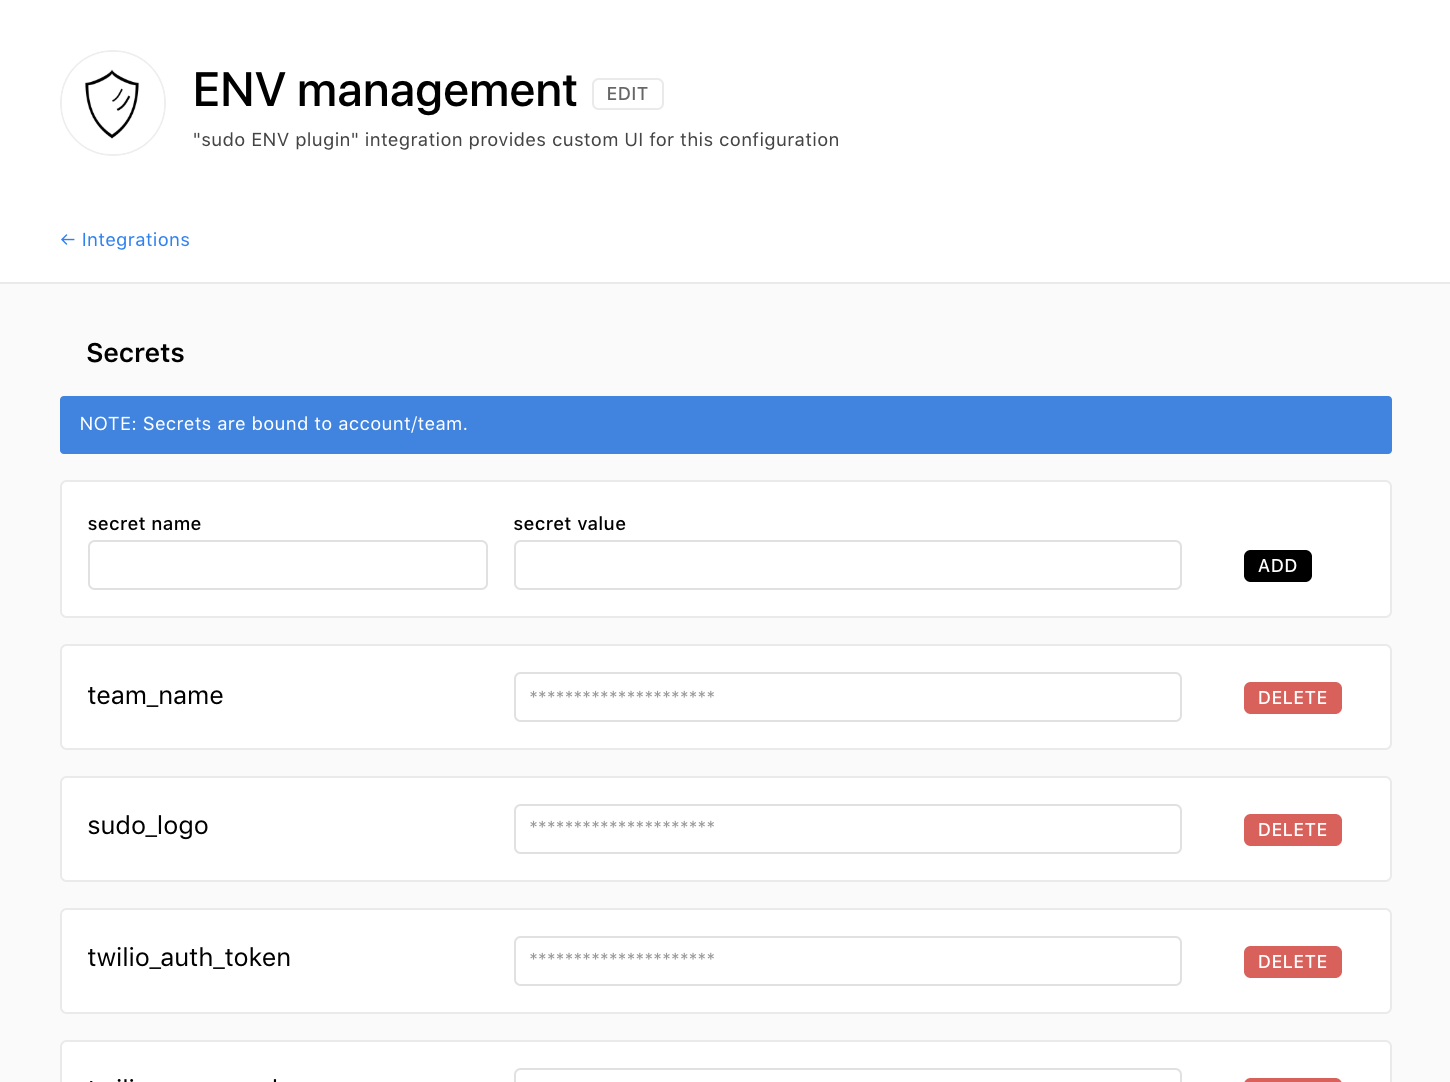 ENV management EDIT
"sudo ENV plugin" integration provides custom UI for this configuration
← Integrations
Secrets
NOTE: Secrets are bound to account/team.
secret name secret value
ADD
team_name ********************* DELETE
sudo_logo ********************* DELETE
twilio_auth_token ********************* DELETE